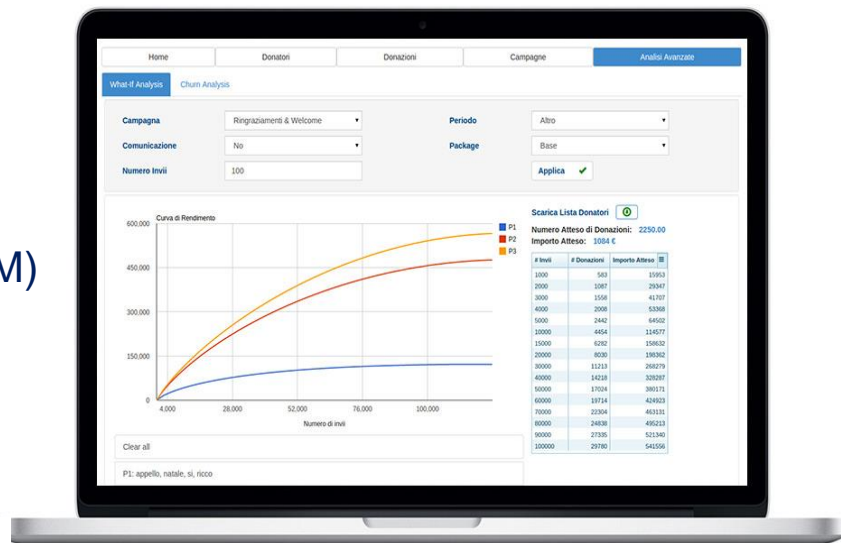 M)
Home Donatori Donazioni Campagne Analisi Avanzate
What-If Analysis Churn Analysis
Campagna Ringraziamenti & Welcome Periodo Altro
Comunicazione No Package Base
Numero Invii 100 Applica
Scarica Lista Donatori
Numero Atteso di Donazioni: 2250.00
Importo Atteso: 1084 €
Curva di Rendimento
P1
P2
P3
600,000
450,000
300,000
150,000
0
4,000 28,000 52,000 76,000 100,000
Numero di invii
# Invii # Donazioni Importo Atteso
1000 583 15953
2000 1087 29347
3000 1558 41707
4000 2008 53368
5000 2442 64502
10000 4454 114577
15000 6282 158632
20000 8030 198362
30000 11213 268279
40000 14218 328287
50000 17024 380171
60000 19714 424923
70000 22304 463131
80000 24838 495213
90000 27335 521340
100000 29780 541556
Clear all
P1: appello, natale, si, ricco